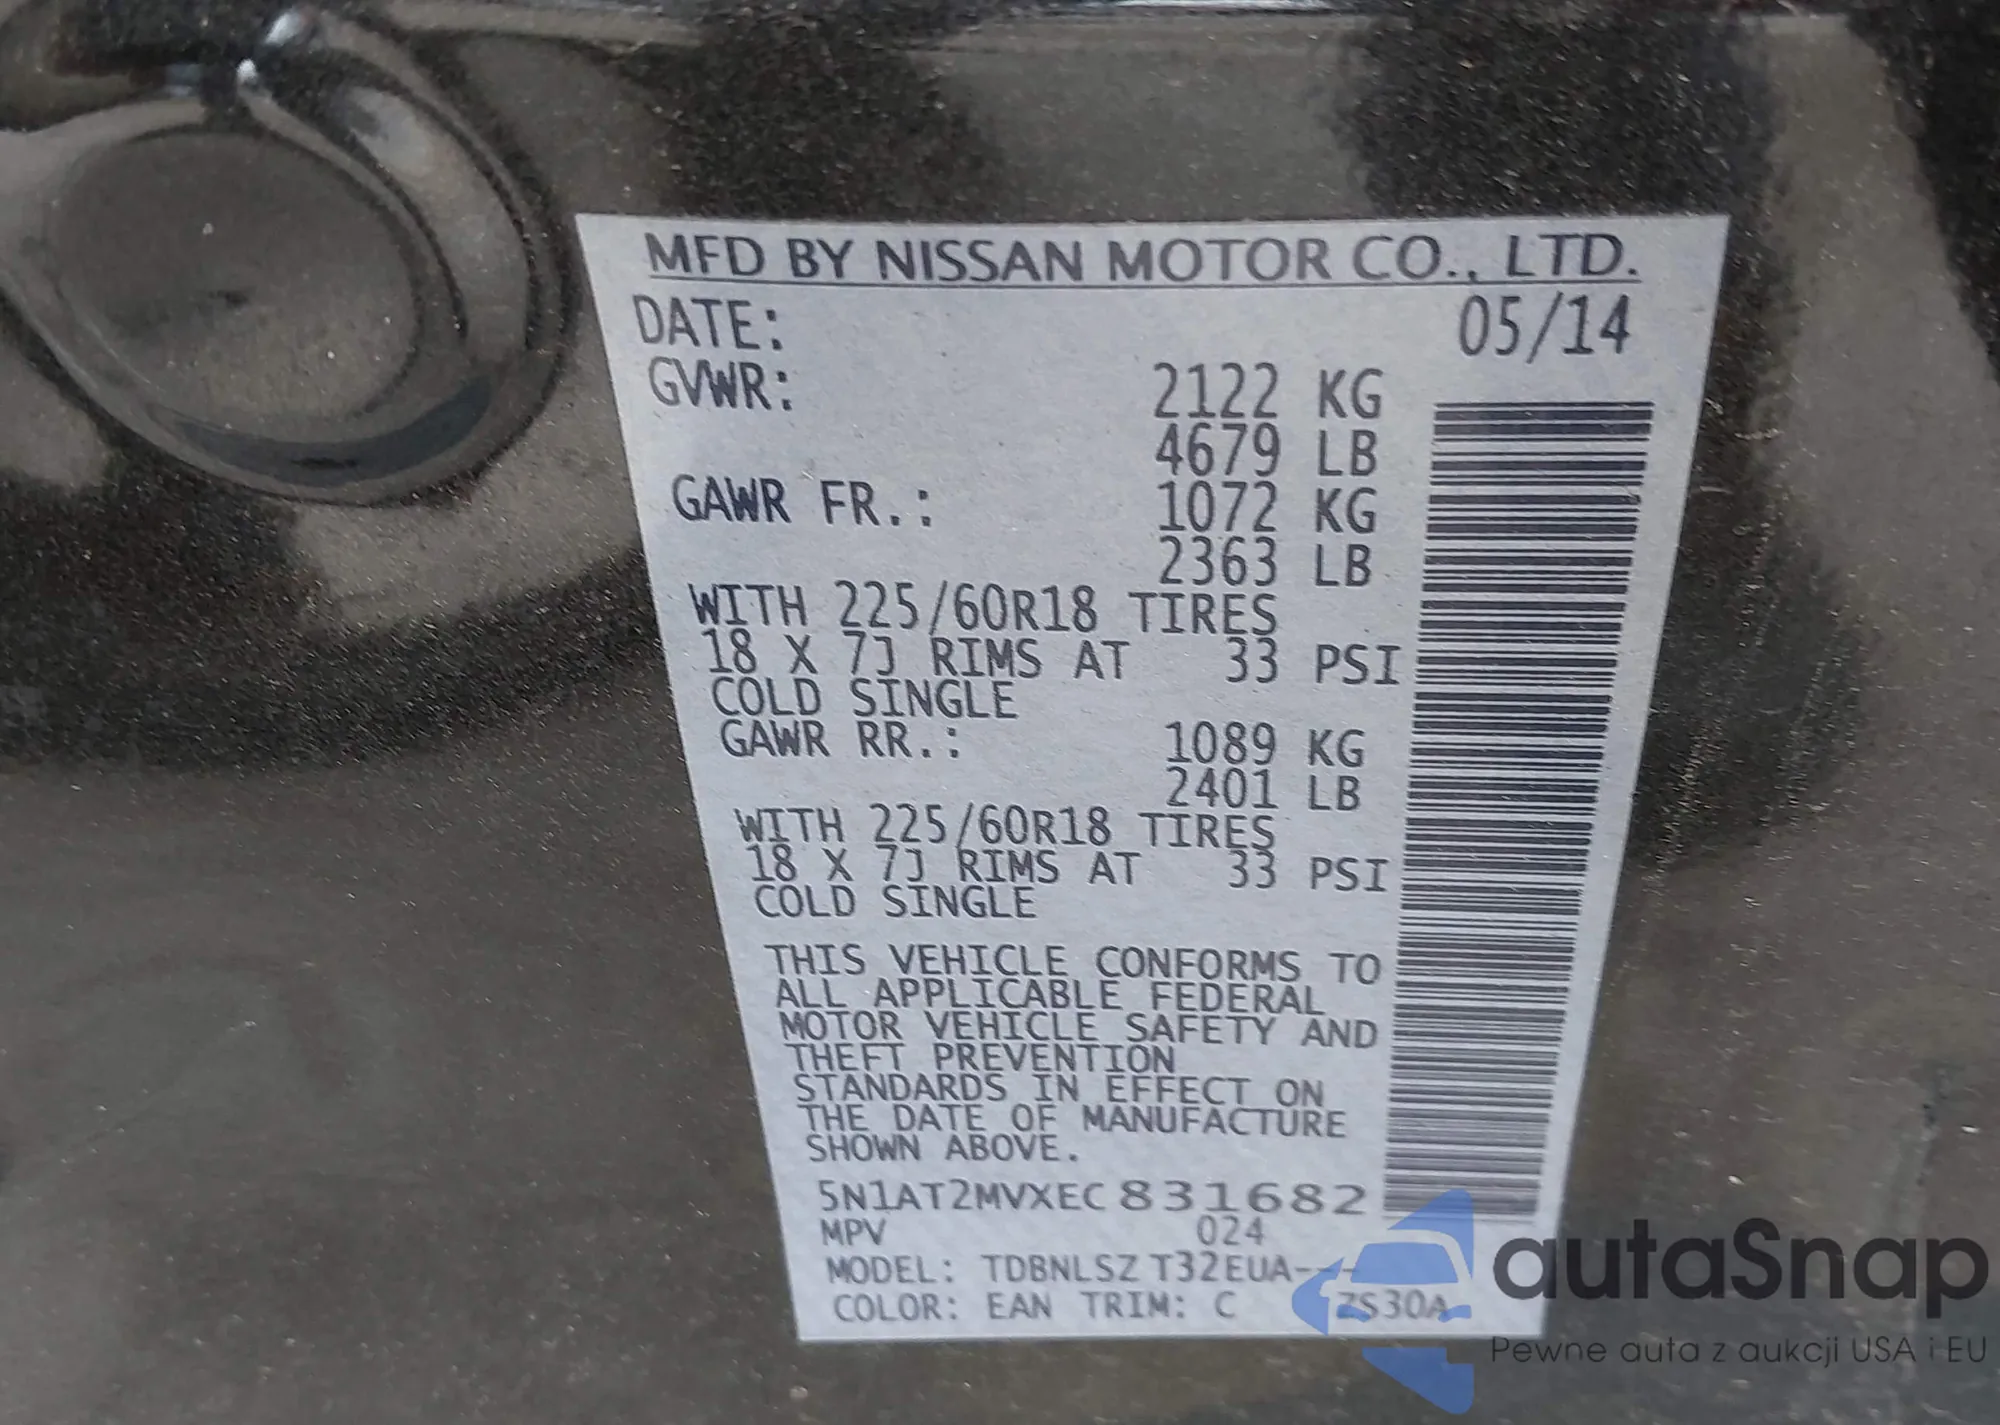 MFD BY NISSAN MOTOR CO., LTD.
DATE: 05/14
GVWR: 2122 KG
4679 LB
GAWR FR.: 1072 KG
2363 LB
WITH 225/60R18 TIRES
18 X 7J RIMS AT 33 PSI
COLD SINGLE
GAWR RR.: 1089 KG
2401 LB
WITH 225/60R18 TIRES
18 X 7J RIMS AT 33 PSI
COLD SINGLE
THIS VEHICLE CONFORMS TO
ALL APPLICABLE FEDERAL
MOTOR VEHICLE SAFETY AND
THEFT PREVENTION
STANDARDS IN EFFECT ON
THE DATE OF MANUFACTURE
SHOWN ABOVE.
5N1AT2MVXEC831682
MPV 024
MODEL: TDBNLSZ T32EUA---
COLOR: EAN TRIM: C ZS30A
autaSnap
Pewne auta z aukcji USA i EU